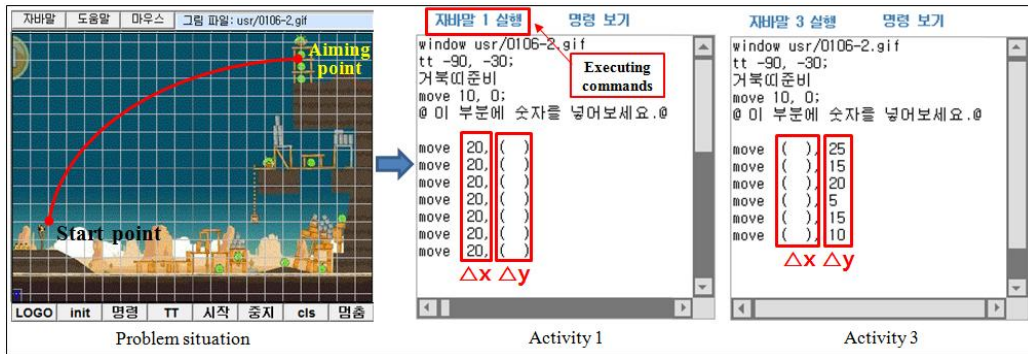 자바말 도움말 마우스 그림 파일: usr/0106-2.gif
Aiming
point
Start point
LOGO init 명령 TT 시작 중지 cls 멈춤
Problem situation
자바말 1 실행 명령 보기
window usr/0106-2.gif
tt -90, -30;
거북띠준비
move 10, 0;
@ 이 부분에 숫자를 넣어보세요.@
Executing
commands
move 20, ( )
move 20, ( )
move 20, ( )
move 20, ( )
move 20, ( )
move 20, ( )
move 20, ( )
△x △y
Activity 1
자바말 3 실행 명령 보기
window usr/0106-2.gif
tt -90, -30;
거북띠준비
move 10, 0;
@ 이 부분에 숫자를 넣어보세요.@
move ( ), 25
move ( ), 15
move ( ), 20
move ( ), 5
move ( ), 15
move ( ), 10
△x △y
Activity 3